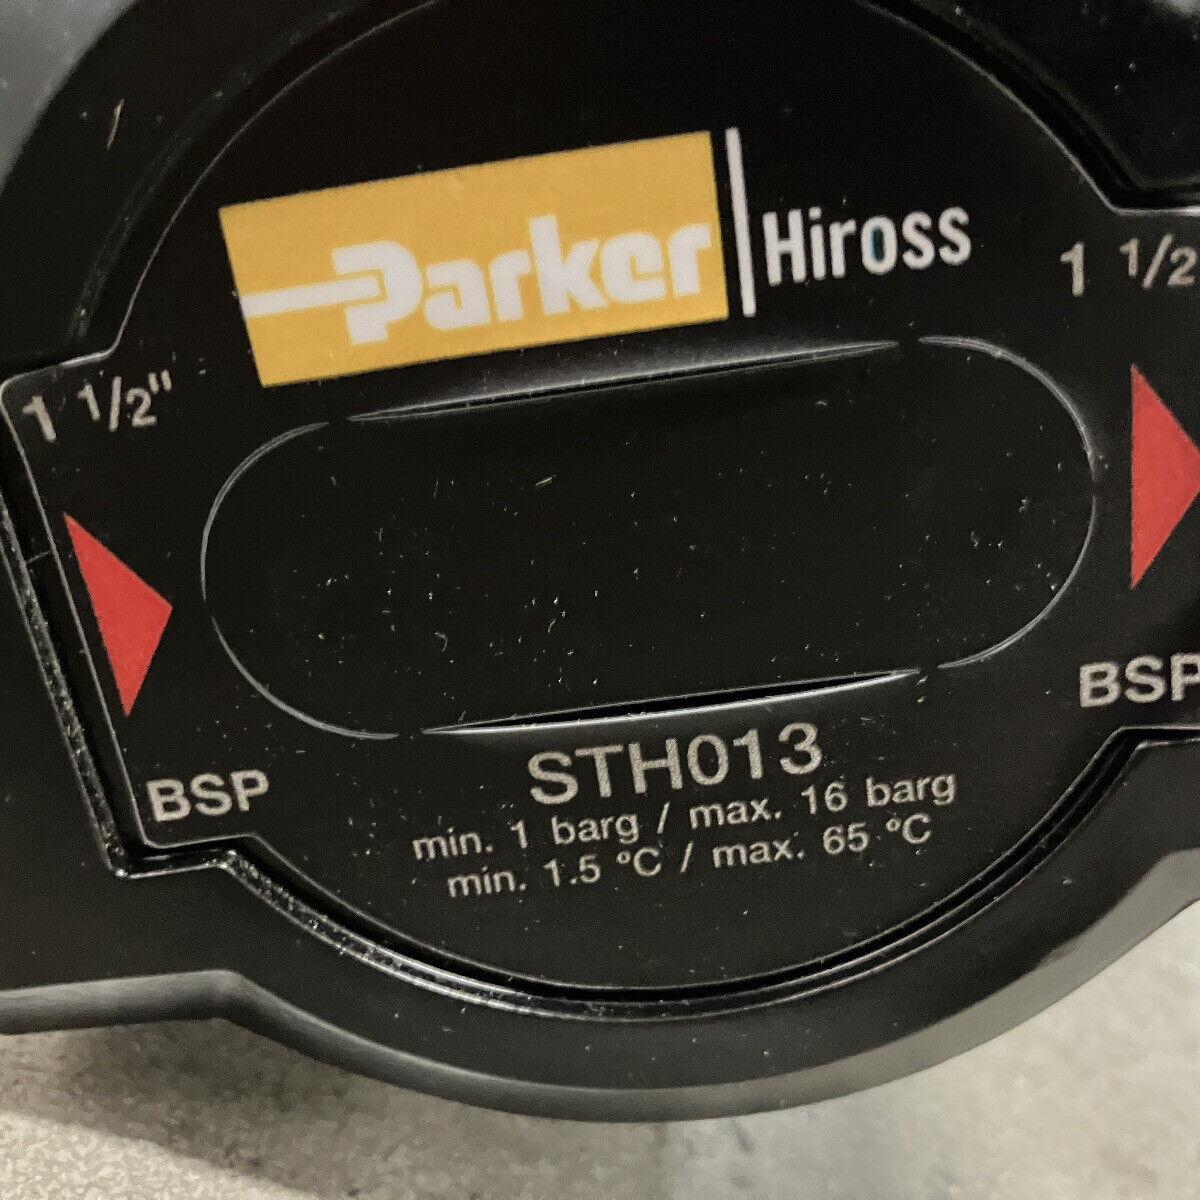 Parker Hiross
1 1/2"
1 1/2
BSP
BSP
STH013
min. 1 barg / max. 16 barg
min. 1.5 °C / max. 65 °C